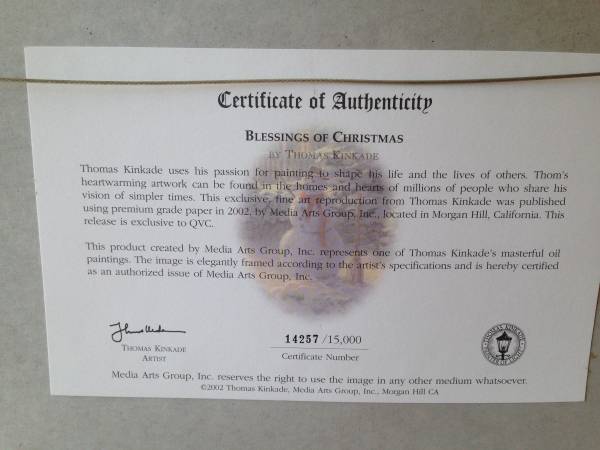 Certificate of Authenticity
BLESSINGS OF CHRISTMAS
BY THOMAS KINKADE
Thomas Kinkade uses his passion for painting to shape his life and the lives of others. Thom's
heartwarming artwork can be found in the homes and hearts of millions of people who share his
vision of simpler times. This exclusive, fine art reproduction from Thomas Kinkade was published
using premium grade paper in 2002, by Media Arts Group, Inc., located in Morgan Hill, California. This
release is exclusive to QVC.
This product created by Media Arts Group, Inc. represents one of Thomas Kinkade's masterful oil
paintings. The image is elegantly framed according to the artist's specifications and is hereby certified
as an authorized issue of Media Arts Group, Inc.
THOMAS KINKADE
ARTIST
14257 /15,000
Certificate Number
THOMAS KINKADE
PAINTER OF LIGHT
Media Arts Group, Inc. reserves the right to use the image in any other medium whatsoever.
©2002 Thomas Kinkade, Media Arts Group, Inc., Morgan Hill CA